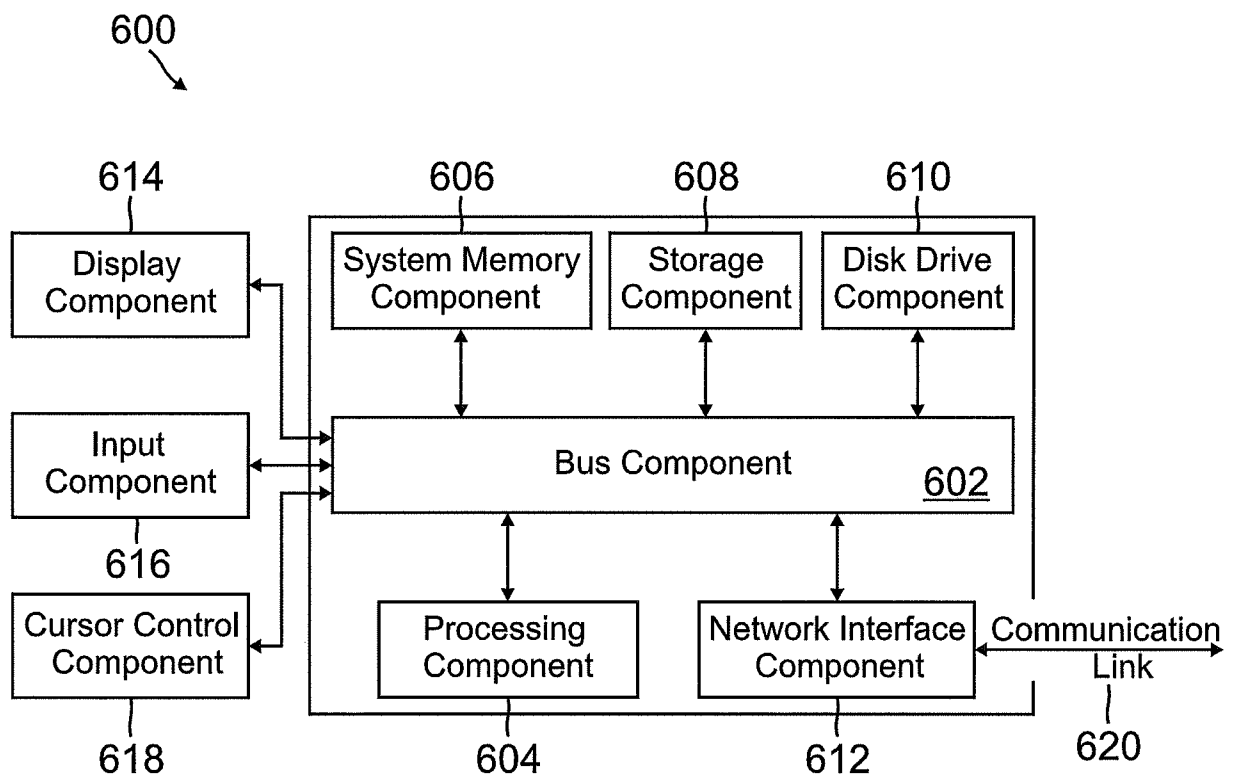 600
614
606
608
610
Display
Component
System Memory
Component
Storage
Component
Disk Drive
Component
Input
Component
Bus Component
602
616
Cursor Control
Component
Processing
Component
Network Interface
Component
Communication
Link
618
604
612
620